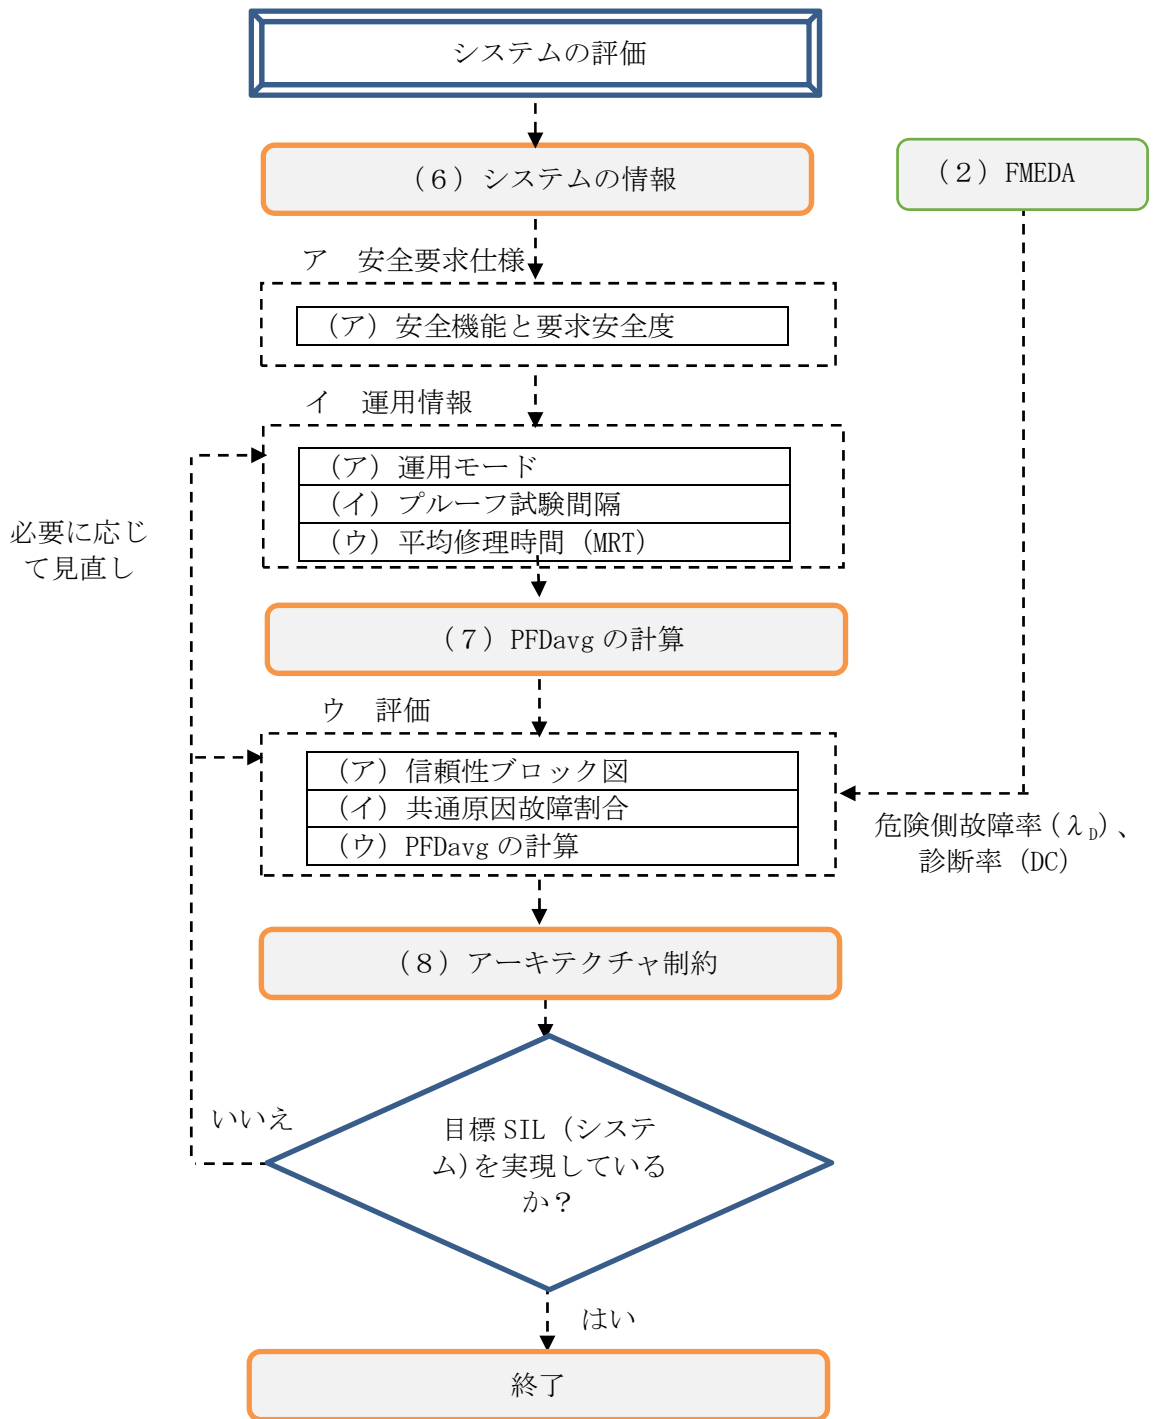 システムの評価
（６）システムの情報
（２）FMEDA
ア　安全要求仕様
（ア）安全機能と要求安全度
イ　運用情報
（ア）運用モード
（イ）プルーフ試験間隔
（ウ）平均修理時間（MRT）
必要に応じ
て見直し
（７）PFDavg の計算
ウ　評価
（ア）信頼性ブロック図
（イ）共通原因故障割合
（ウ）PFDavg の計算
危険側故障率（λD）、
診断率（DC）
（８）アーキテクチャ制約
いいえ
目標 SIL（システ
ム）を実現している
か？
はい
終了